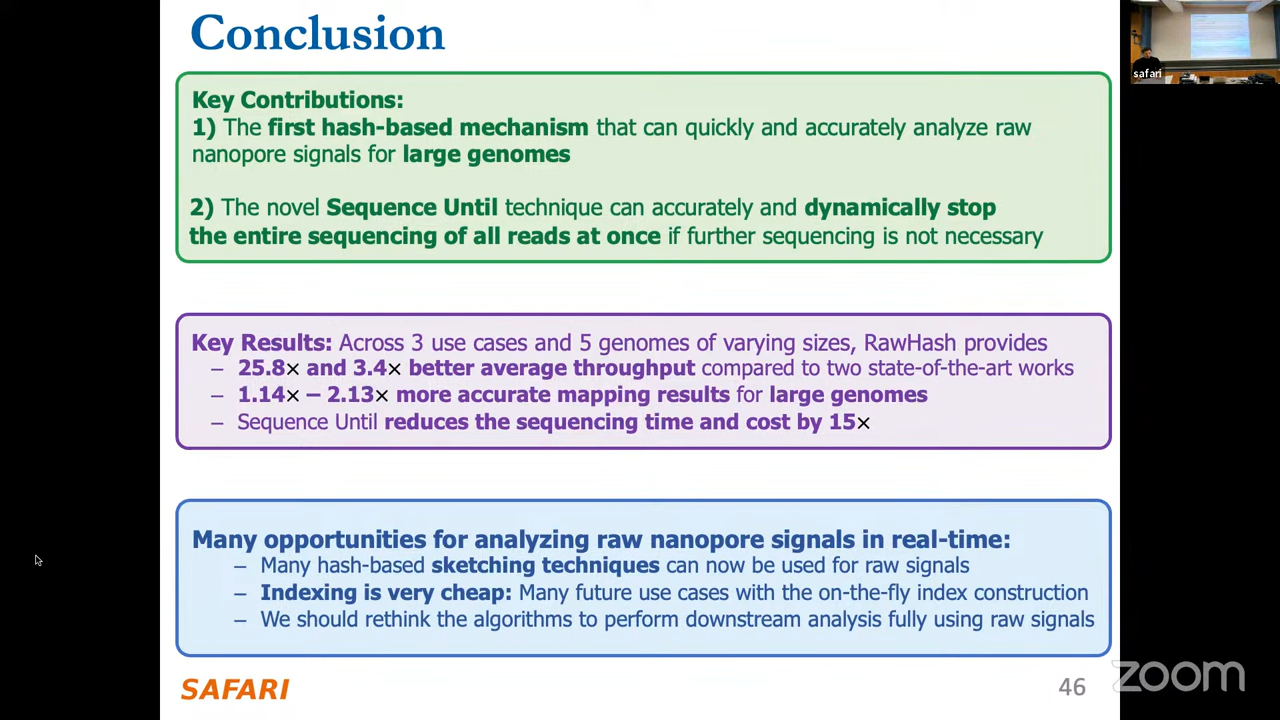 Conclusion
safari
Key Contributions:
1) The first hash-based mechanism that can quickly and accurately analyze raw
nanopore signals for large genomes
2) The novel Sequence Until technique can accurately and dynamically stop
the entire sequencing of all reads at once if further sequencing is not necessary
Key Results: Across 3 use cases and 5 genomes of varying sizes, RawHash provides
– 25.8× and 3.4× better average throughput compared to two state-of-the-art works
– 1.14× – 2.13× more accurate mapping results for large genomes
– Sequence Until reduces the sequencing time and cost by 15×
Many opportunities for analyzing raw nanopore signals in real-time:
– Many hash-based sketching techniques can now be used for raw signals
– Indexing is very cheap: Many future use cases with the on-the-fly index construction
– We should rethink the algorithms to perform downstream analysis fully using raw signals
SAFARI
46
zoom